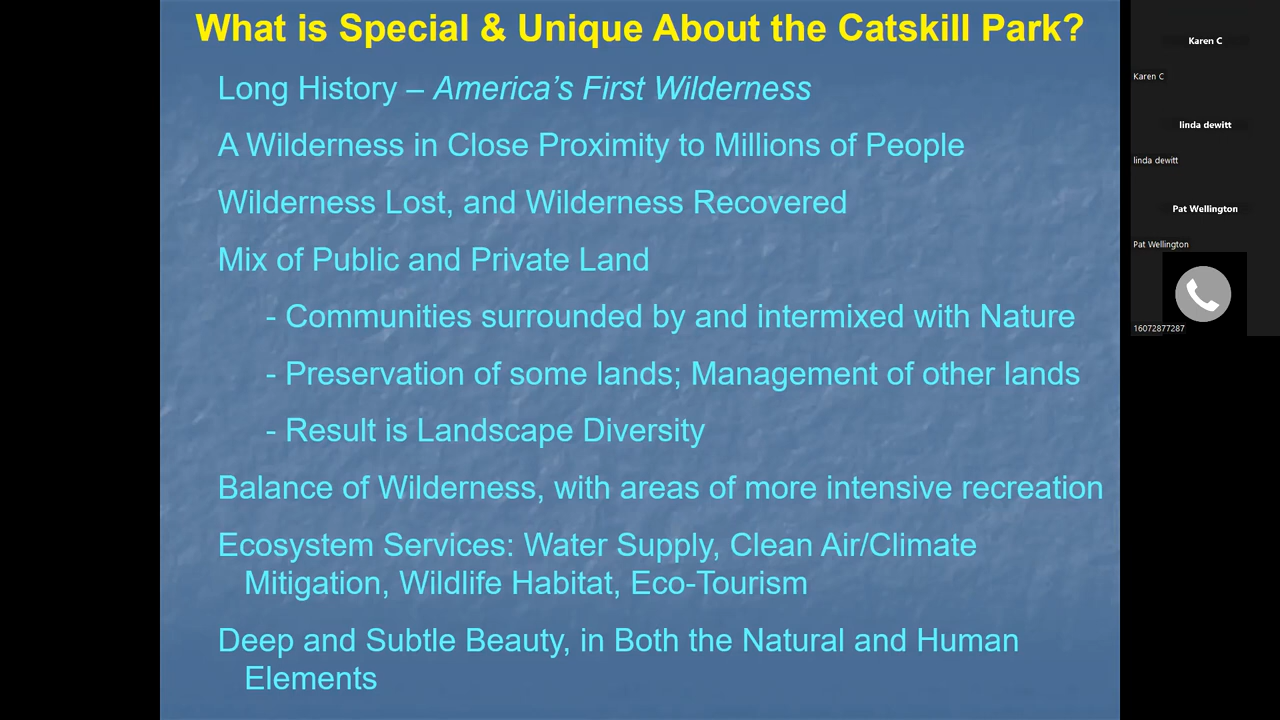 What is Special & Unique About the Catskill Park?
Long History – America's First Wilderness
A Wilderness in Close Proximity to Millions of People
Wilderness Lost, and Wilderness Recovered
Mix of Public and Private Land
- Communities surrounded by and intermixed with Nature
- Preservation of some lands; Management of other lands
- Result is Landscape Diversity
Balance of Wilderness, with areas of more intensive recreation
Ecosystem Services: Water Supply, Clean Air/Climate
Mitigation, Wildlife Habitat, Eco-Tourism
Deep and Subtle Beauty, in Both the Natural and Human
Elements
Karen C
Karen C
linda dewitt
linda dewitt
Pat Wellington
Pat Wellington
16072877287